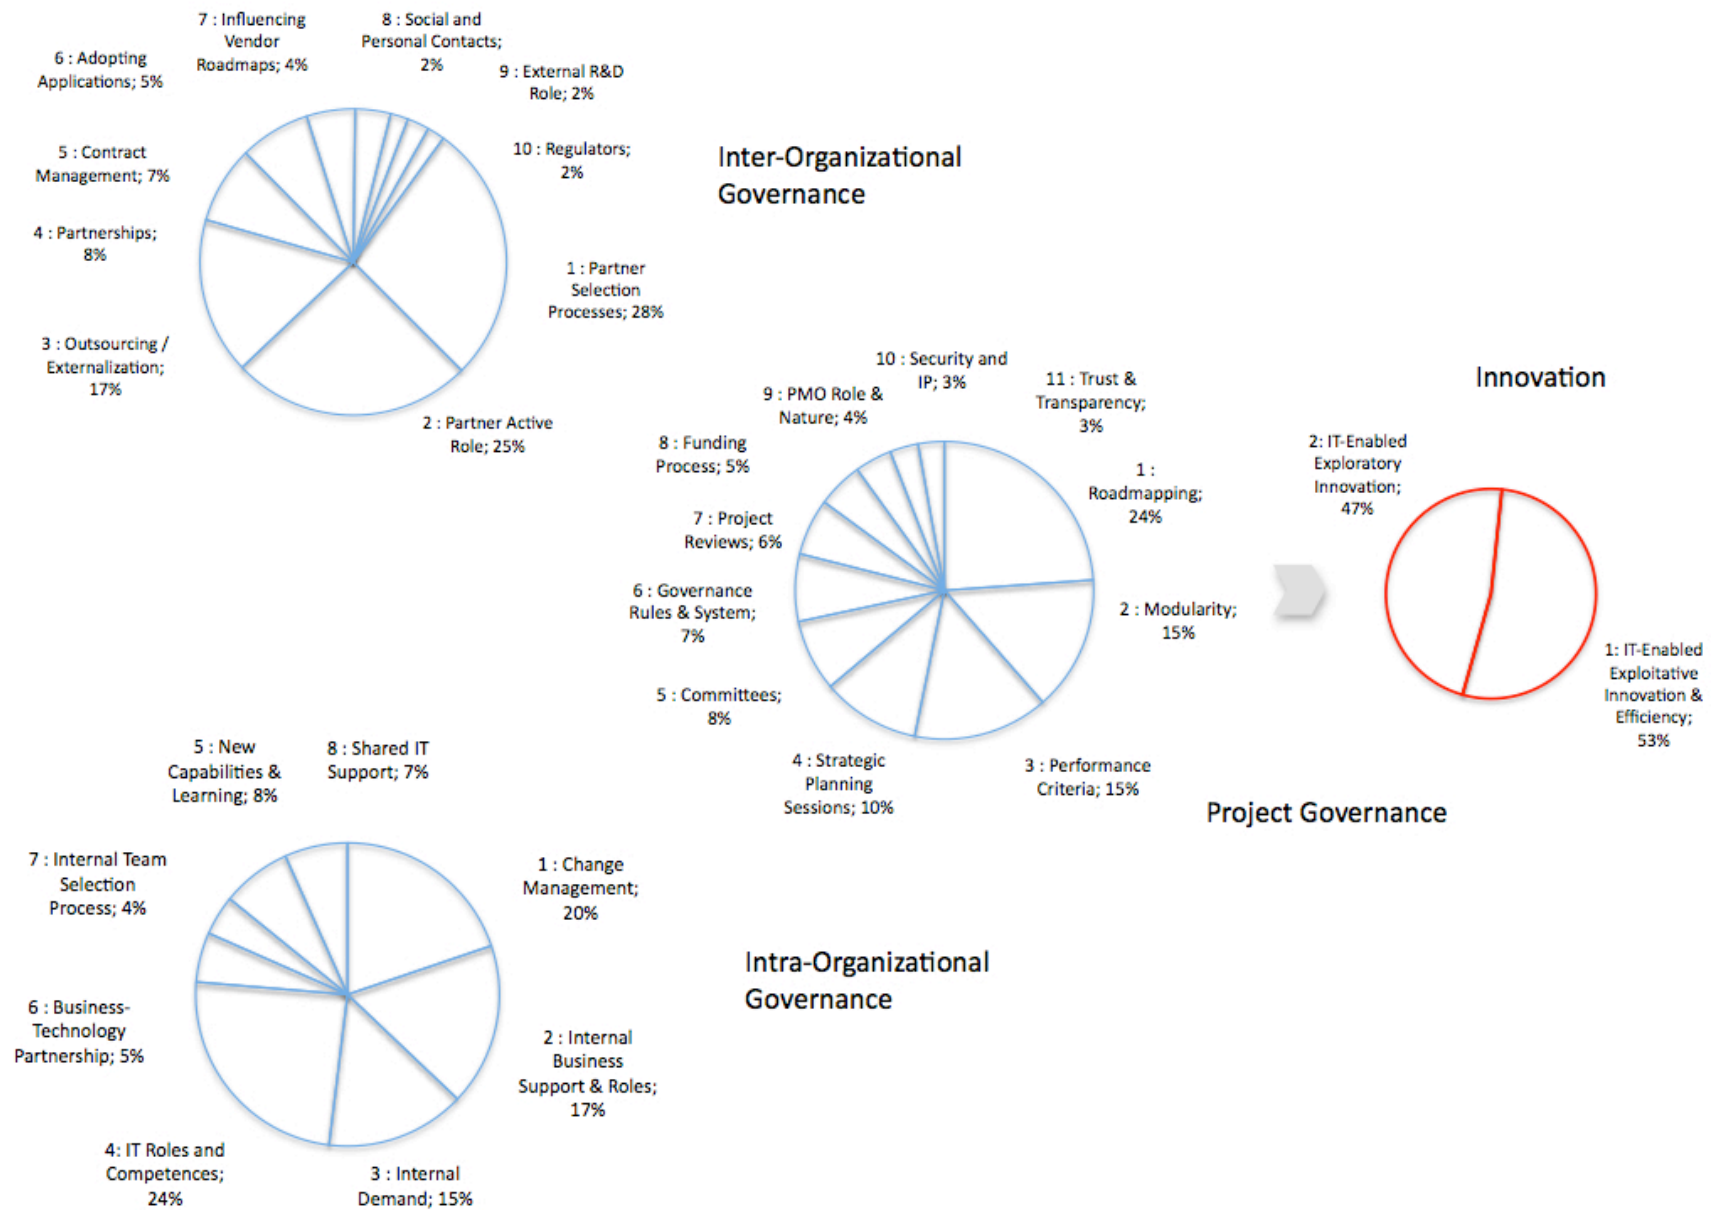 7 : Influencing
Vendor
Roadmaps; 4%
8 : Social and
Personal Contacts;
2%
6 : Adopting
Applications; 5%
9 : External R&D
Role; 2%
5 : Contract
Management; 7%
10 : Regulators;
2%
Inter-Organizational
Governance
4 : Partnerships;
8%
1 : Partner
Selection
Processes; 28%
3 : Outsourcing /
Externalization;
17%
2 : Partner Active
Role; 25%
10 : Security and
IP; 3%
11 : Trust &
Transparency;
3%
9 : PMO Role &
Nature; 4%
8 : Funding
Process; 5%
1 :
Roadmapping;
24%
7 : Project
Reviews; 6%
6 : Governance
Rules & System;
7%
2 : Modularity;
15%
5 : Committees;
8%
4 : Strategic
Planning
Sessions; 10%
3 : Performance
Criteria; 15%
Project Governance
Innovation
2: IT-Enabled
Exploratory
Innovation;
47%
1: IT-Enabled
Exploitative
Innovation &
Efficiency;
53%
5 : New
Capabilities &
Learning; 8%
8 : Shared IT
Support; 7%
7 : Internal Team
Selection
Process; 4%
1 : Change
Management;
20%
Intra-Organizational
Governance
6 : Business-
Technology
Partnership; 5%
2 : Internal
Business
Support & Roles;
17%
4: IT Roles and
Competences;
24%
3 : Internal
Demand; 15%